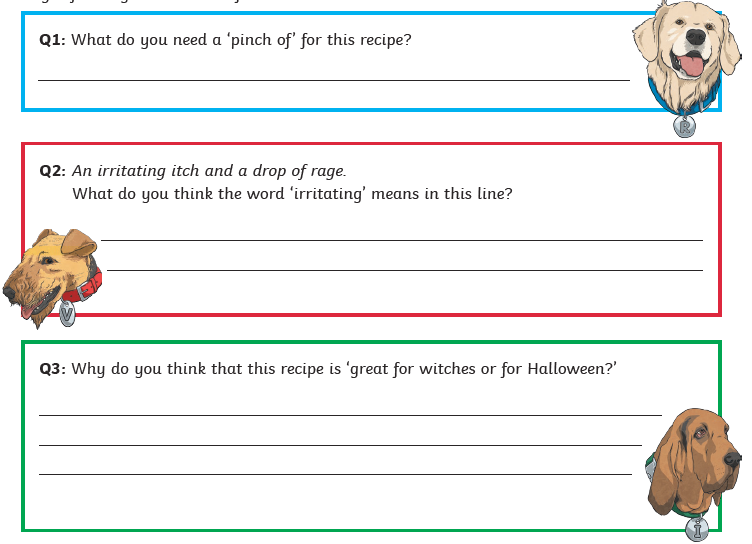 Q1: What do you need a ‘pinch of’ for this recipe?
R
Q2: An irritating itch and a drop of rage.
What do you think the word ‘irritating’ means in this line?
V
Q3: Why do you think that this recipe is ‘great for witches or for Halloween?’
I